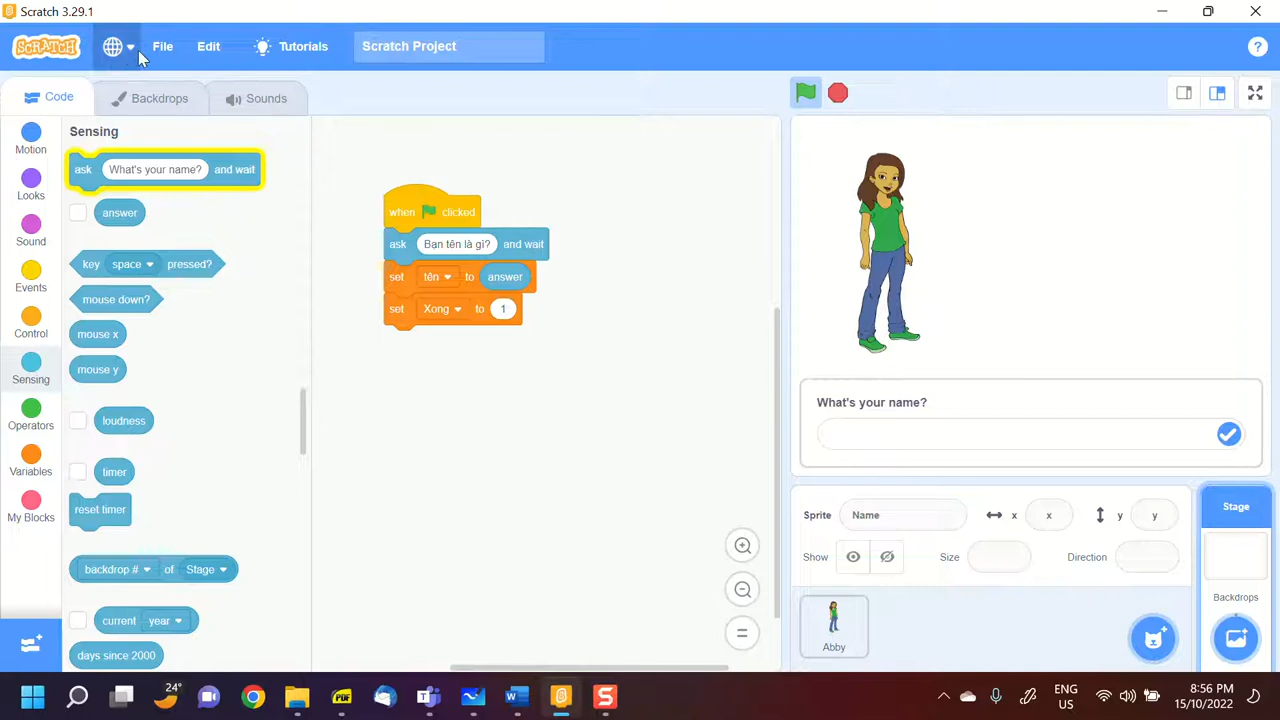 Scratch 3.29.1
SCRATCH File Edit Tutorials Scratch Project ?
Code Backdrops Sounds
Motion
Looks
Sound
Events
Control
Sensing
Operators
Variables
My Blocks
Sensing
ask What's your name? and wait
answer
key space pressed?
mouse down?
mouse x
mouse y
loudness
timer
reset timer
backdrop # of Stage
current year
days since 2000
when clicked
ask Bạn tên là gì? and wait
set tên to answer
set Xong to 1
What's your name?
Sprite Name x x y y
Show Size Direction
Abby
Stage
Backdrops
24°
PDF
ENG
US
8:56 PM
15/10/2022